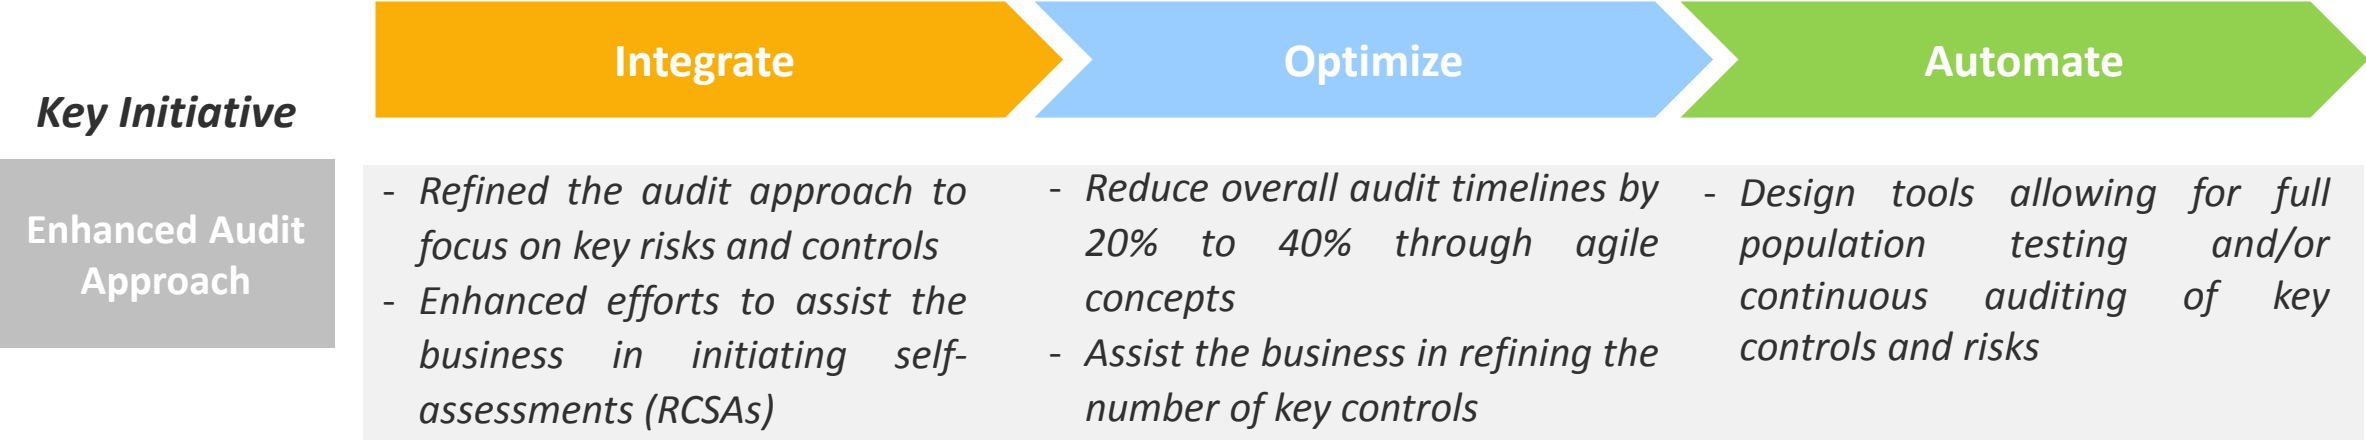 Integrate
Optimize
Automate
Key Initiative
Enhanced Audit
Approach
- Refined the audit approach to
focus on key risks and controls
- Enhanced efforts to assist the
business in initiating self-
assessments (RCSAs)
- Reduce overall audit timelines by
20% to 40% through agile
concepts
- Assist the business in refining the
number of key controls
- Design tools allowing for full
population testing and/or
continuous auditing of key
controls and risks